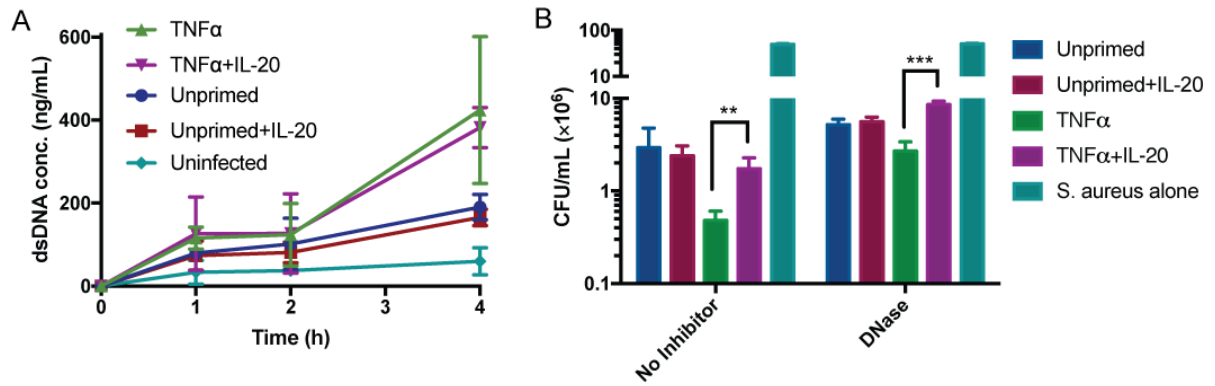 A
TNFα
TNFα+IL-20
Unprimed
Unprimed+IL-20
Uninfected
dsDNA conc. (ng/mL)
600
400
200
0
0 1 2 3 4
Time (h)
B
CFU/mL (×10⁶)
100
10
10
1
0.1
**
***
No Inhibitor
DNase
Unprimed
Unprimed+IL-20
TNFα
TNFα+IL-20
S. aureus alone